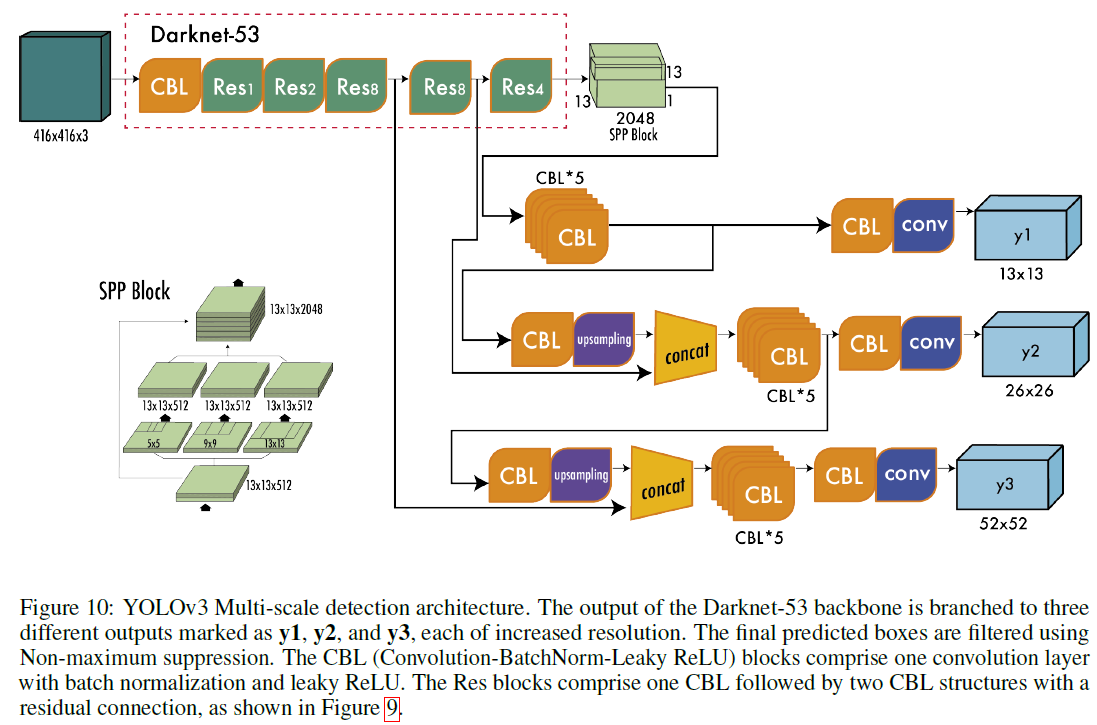 Darknet-53
CBL
Res1
Res2
Res8
Res8
Res4
13
13
1
2048
SPP Block
416x416x3
CBL*5
CBL
CBL
conv
y1
13x13
SPP Block
13x13x2048
13x13x512
13x13x512
13x13x512
5x5
9x9
13x13
13x13x512
CBL
upsampling
concat
CBL
CBL*5
CBL
conv
y2
26x26
CBL
upsampling
concat
CBL
CBL*5
CBL
conv
y3
52x52
Figure 10: YOLOv3 Multi-scale detection architecture. The output of the Darknet-53 backbone is branched to three
different outputs marked as y1, y2, and y3, each of increased resolution. The final predicted boxes are filtered using
Non-maximum suppression. The CBL (Convolution-BatchNorm-Leaky ReLU) blocks comprise one convolution layer
with batch normalization and leaky ReLU. The Res blocks comprise one CBL followed by two CBL structures with a
residual connection, as shown in Figure 9.